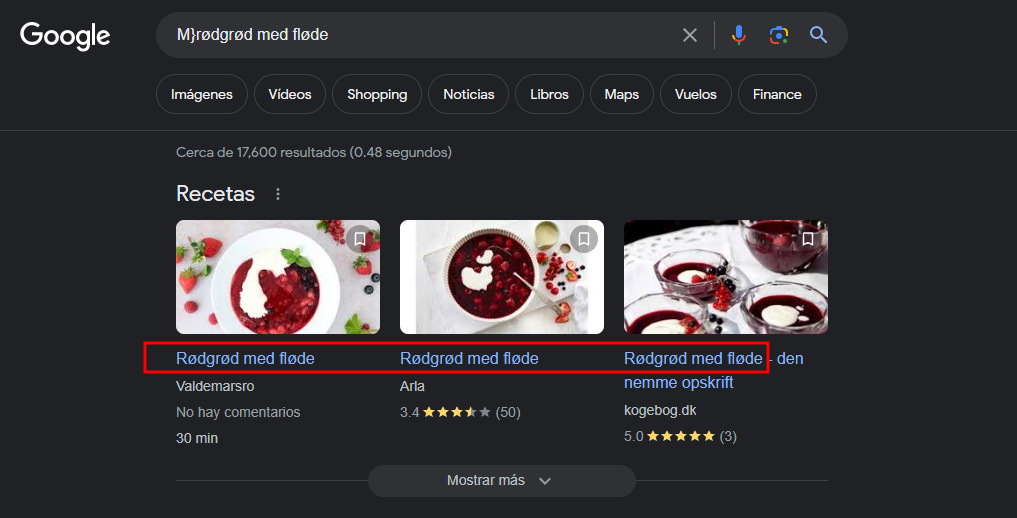 Google
M}rødgrød med fløde
Imágenes
Vídeos
Shopping
Noticias
Libros
Maps
Vuelos
Finance
Cerca de 17,600 resultados (0.48 segundos)
Recetas
Rødgrød med fløde
Valdemarsro
No hay comentarios
30 min
Rødgrød med fløde
Arla
3.4 (50)
Rødgrød med fløde - den
nemme opskrift
kogebog.dk
5.0 (3)
Mostrar más